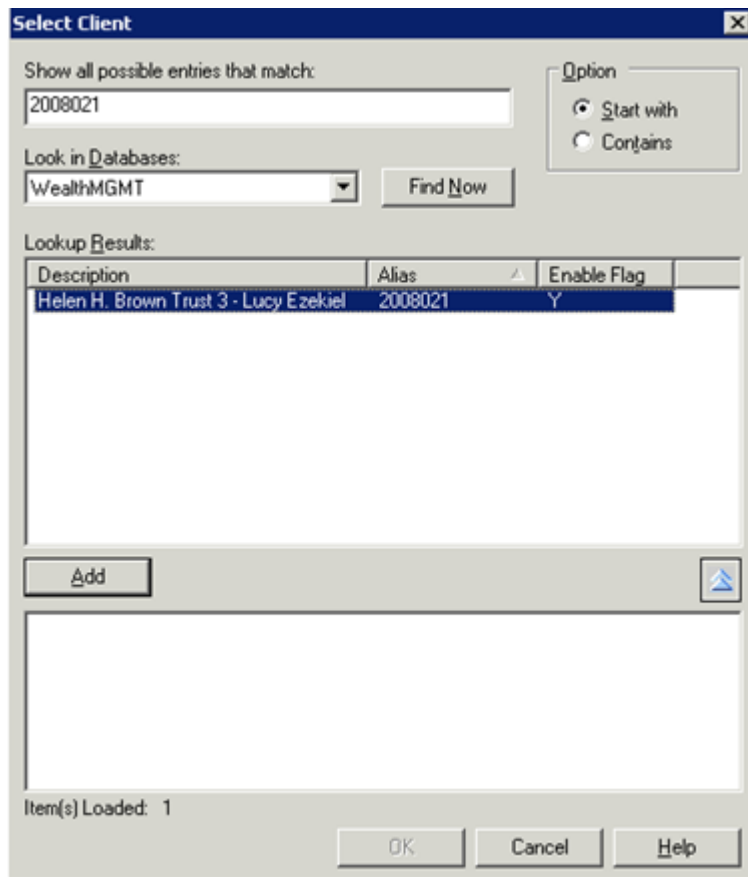 Select Client
Show all possible entries that match:
Option
2008021
Start with
Contains
Look in Databases:
WealthMGMT
Find Now
Lookup Results:
Description Alias Enable Flag
Helen H. Brown Trust 3 - Lucy Ezekiel 2008021 Y
Add
Item(s) Loaded: 1
OK Cancel Help